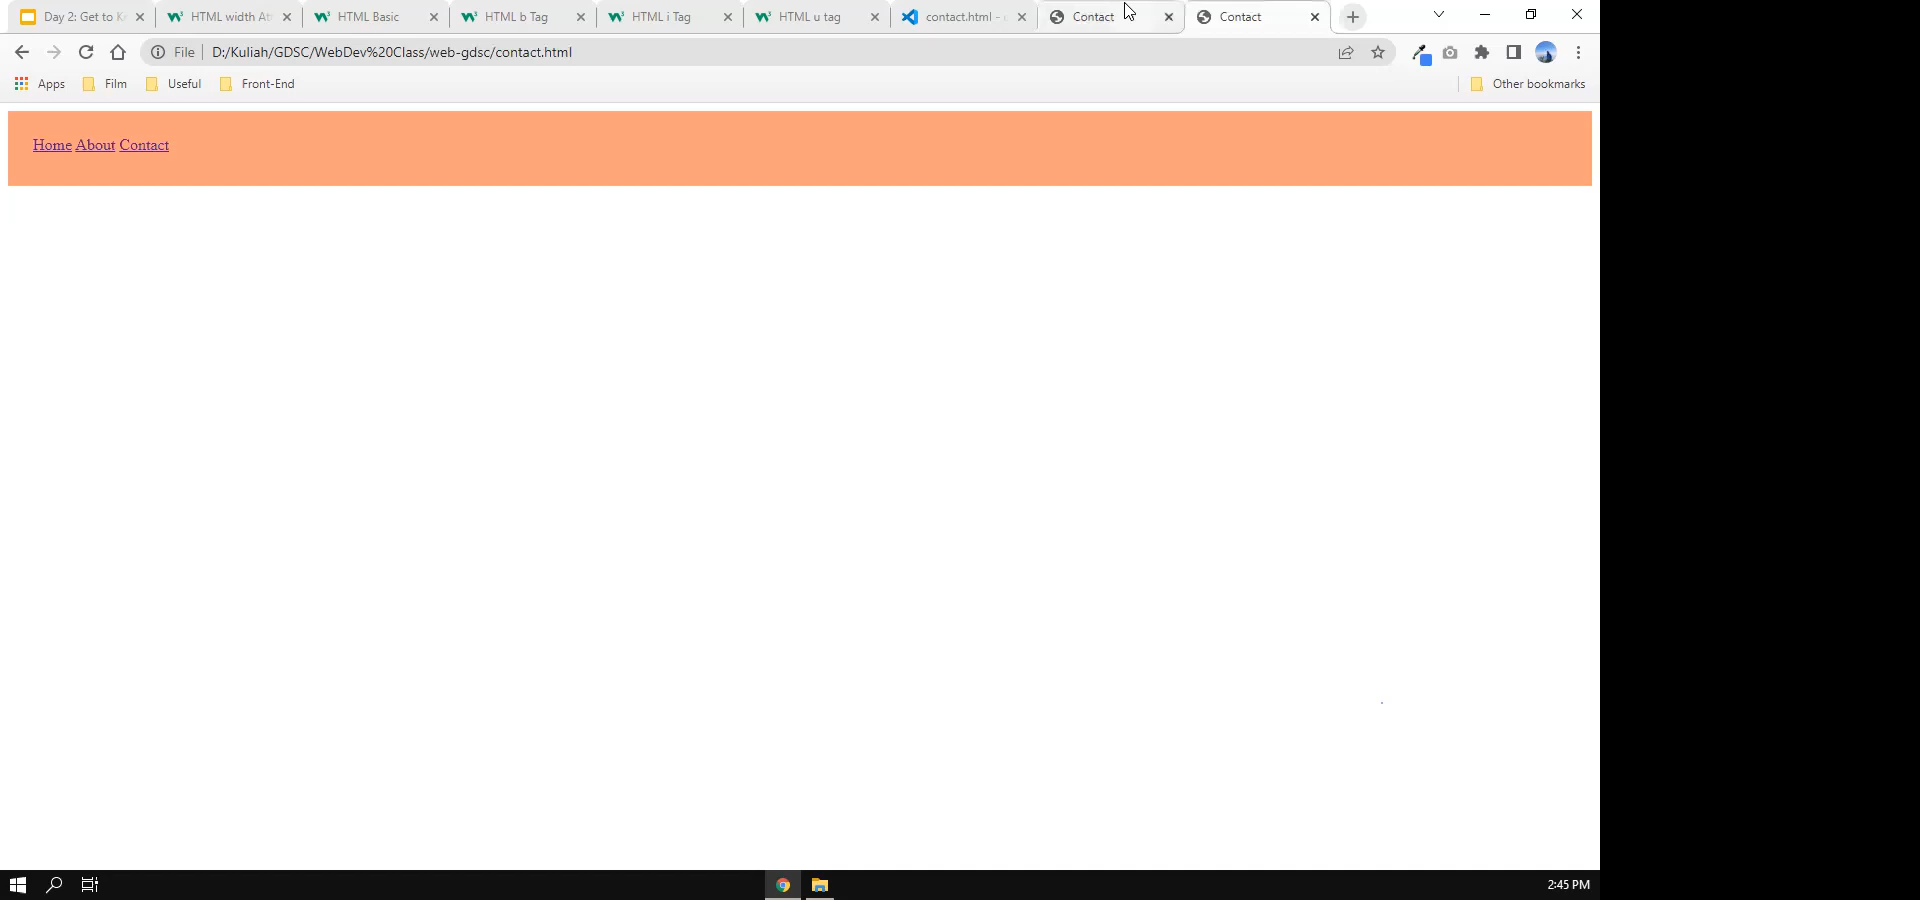 Day 2: Get to K
HTML width At
HTML Basic
HTML b Tag
HTML i Tag
HTML u tag
contact.html -
Contact
Contact
File
D:/Kuliah/GDSC/WebDev%20Class/web-gdsc/contact.html
Apps
Film
Useful
Front-End
Other bookmarks
Home About Contact
2:45 PM